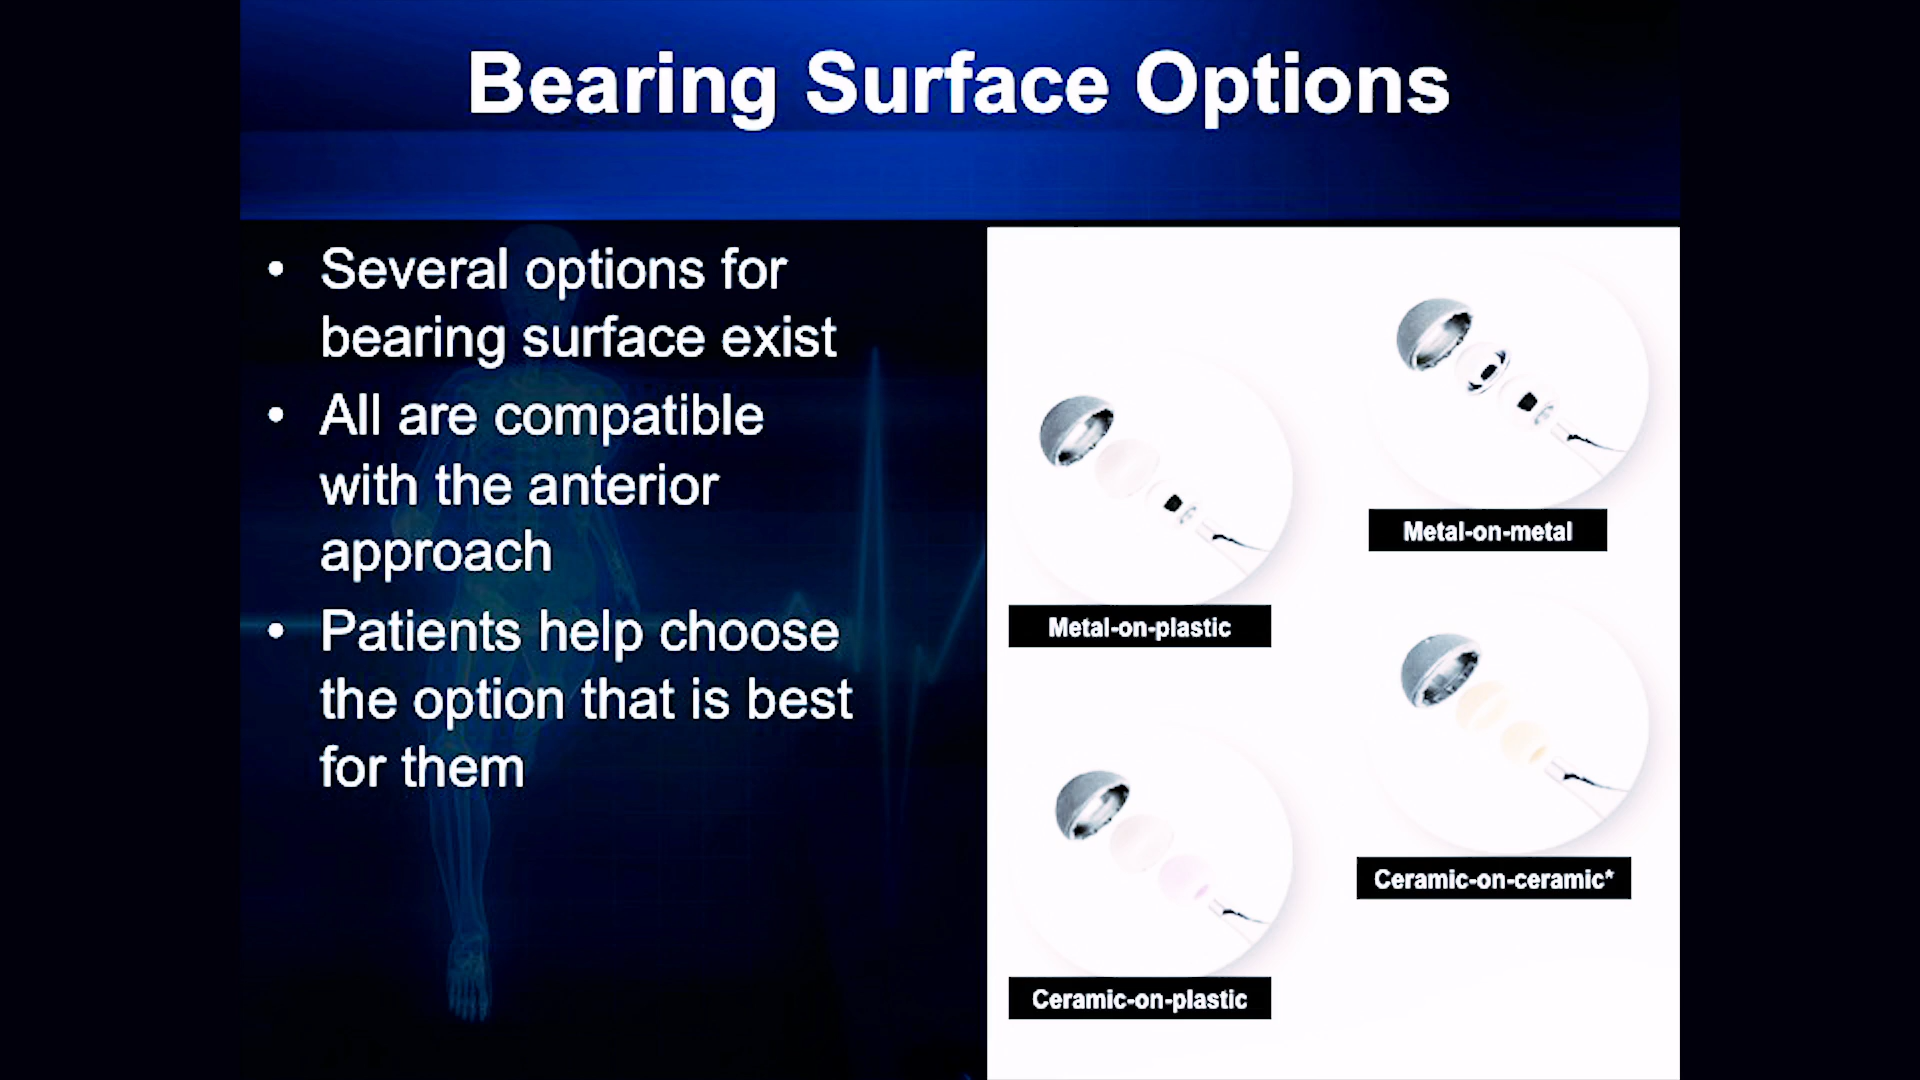 Bearing Surface Options
• Several options for
bearing surface exist
• All are compatible
with the anterior
approach
• Patients help choose
the option that is best
for them
Metal-on-metal
Metal-on-plastic
Ceramic-on-ceramic*
Ceramic-on-plastic